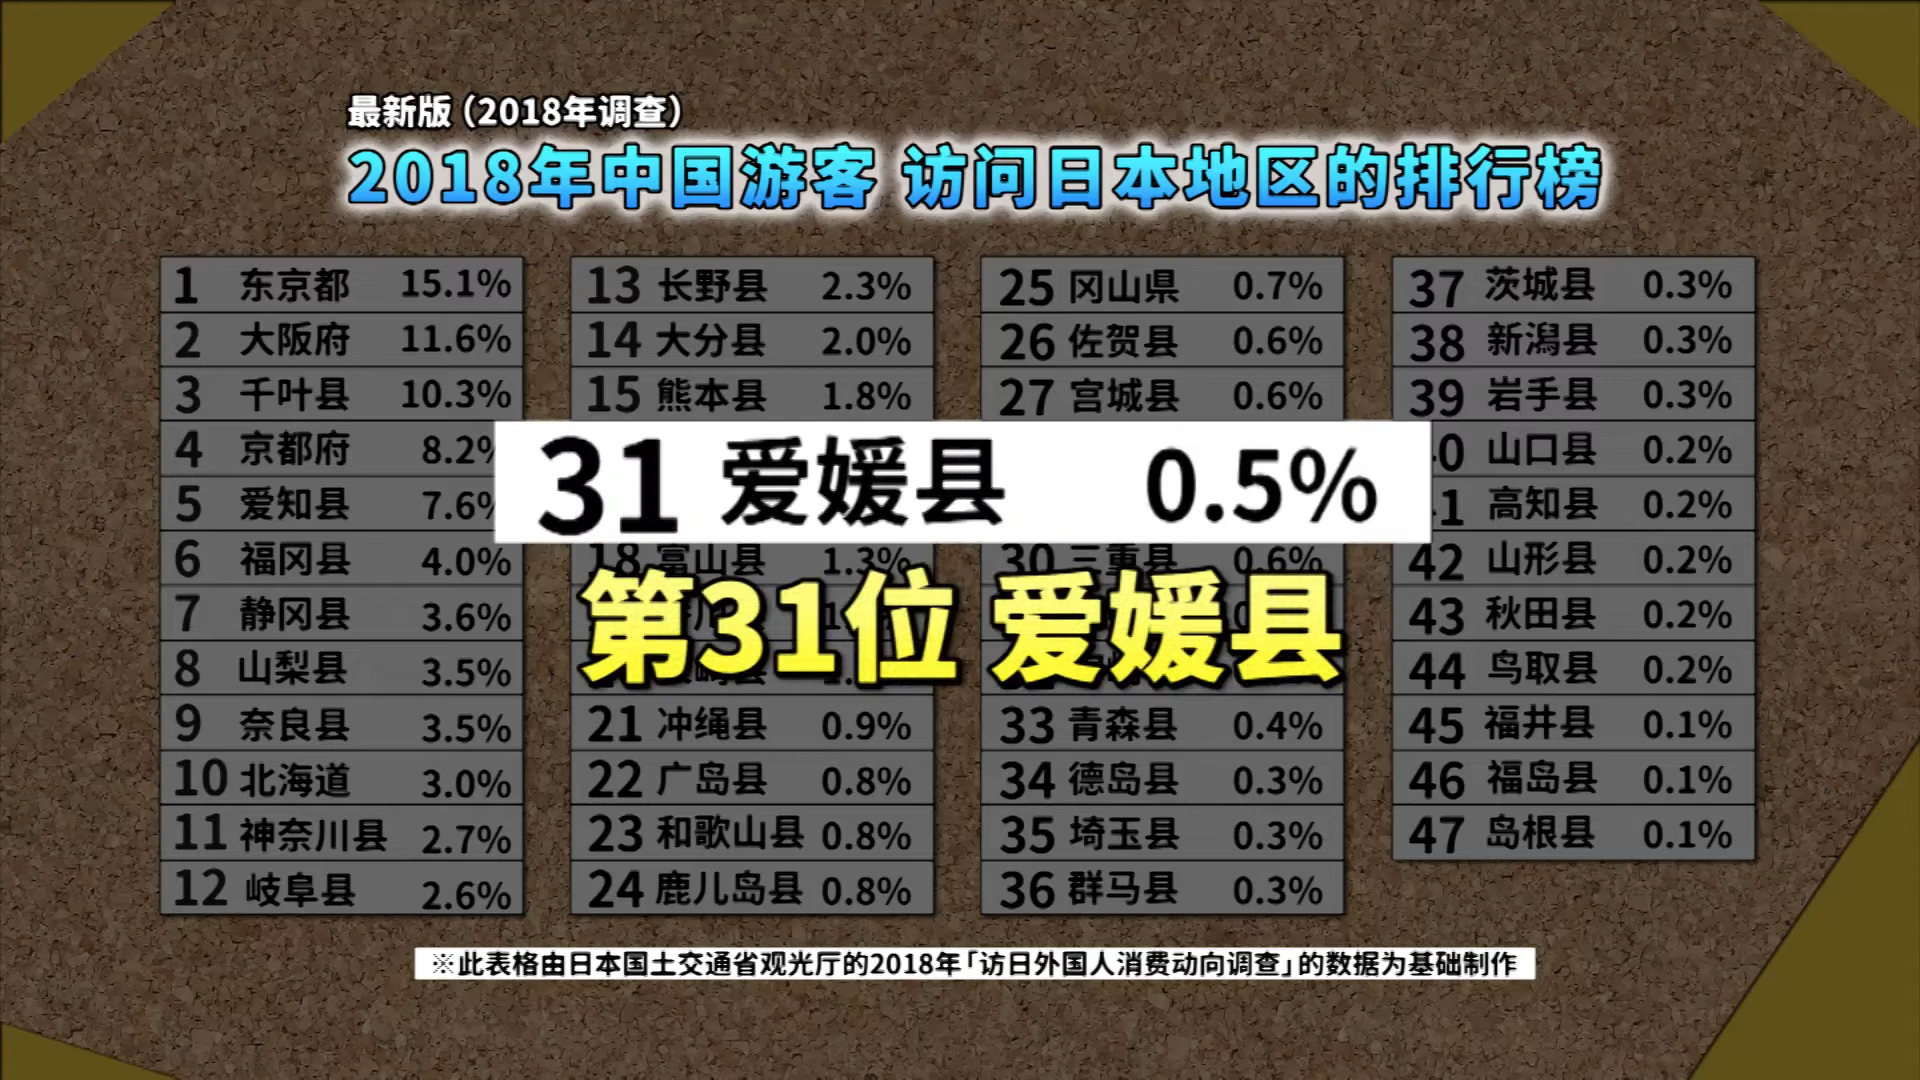 最新版（2018年调查）
2018年中国游客 访问日本地区的排行榜
1 东京都 15.1%
2 大阪府 11.6%
3 千叶县 10.3%
4 京都府 8.2%
5 爱知县 7.6%
6 福冈县 4.0%
7 静冈县 3.6%
8 山梨县 3.5%
9 奈良县 3.5%
10 北海道 3.0%
11 神奈川县 2.7%
12 岐阜县 2.6%
13 长野县 2.3%
14 大分县 2.0%
15 熊本县 1.8%
18 富山县 1.3%
21 冲绳县 0.9%
22 广岛县 0.8%
23 和歌山县 0.8%
24 鹿儿岛县 0.8%
25 冈山県 0.7%
26 佐贺县 0.6%
27 宫城县 0.6%
30 三重县 0.6%
31 爱媛县 0.5%
第31位 爱媛县
33 青森县 0.4%
34 德岛县 0.3%
35 埼玉县 0.3%
36 群马县 0.3%
37 茨城县 0.3%
38 新潟县 0.3%
39 岩手县 0.3%
40 山口县 0.2%
41 高知县 0.2%
42 山形县 0.2%
43 秋田县 0.2%
44 鸟取县 0.2%
45 福井县 0.1%
46 福岛县 0.1%
47 岛根县 0.1%
※此表格由日本国土交通省观光厅的2018年「访日外国人消费动向调查」的数据为基础制作